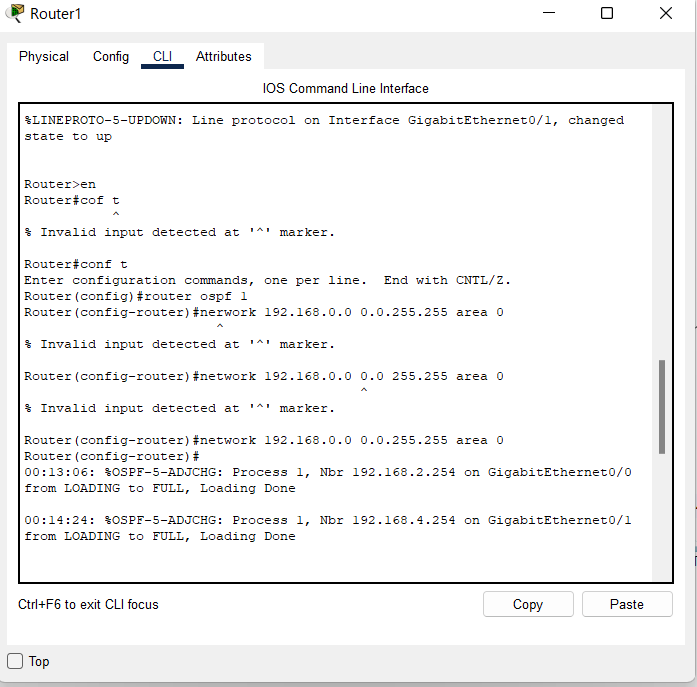 Router1
Physical Config CLI Attributes
IOS Command Line Interface
%LINEPROTO-5-UPDOWN: Line protocol on Interface GigabitEthernet0/1, changed
state to up
Router>en
Router#cof t
^
% Invalid input detected at '^' marker.
Router#conf t
Enter configuration commands, one per line.  End with CNTL/Z.
Router(config)#router ospf 1
Router(config-router)#nerwork 192.168.0.0 0.0.255.255 area 0
^
% Invalid input detected at '^' marker.
Router(config-router)#network 192.168.0.0 0.0 255.255 area 0
^
% Invalid input detected at '^' marker.
Router(config-router)#network 192.168.0.0 0.0.255.255 area 0
Router(config-router)#
00:13:06: %OSPF-5-ADJCHG: Process 1, Nbr 192.168.2.254 on GigabitEthernet0/0
from LOADING to FULL, Loading Done
00:14:24: %OSPF-5-ADJCHG: Process 1, Nbr 192.168.4.254 on GigabitEthernet0/1
from LOADING to FULL, Loading Done
Ctrl+F6 to exit CLI focus
Copy
Paste
Top